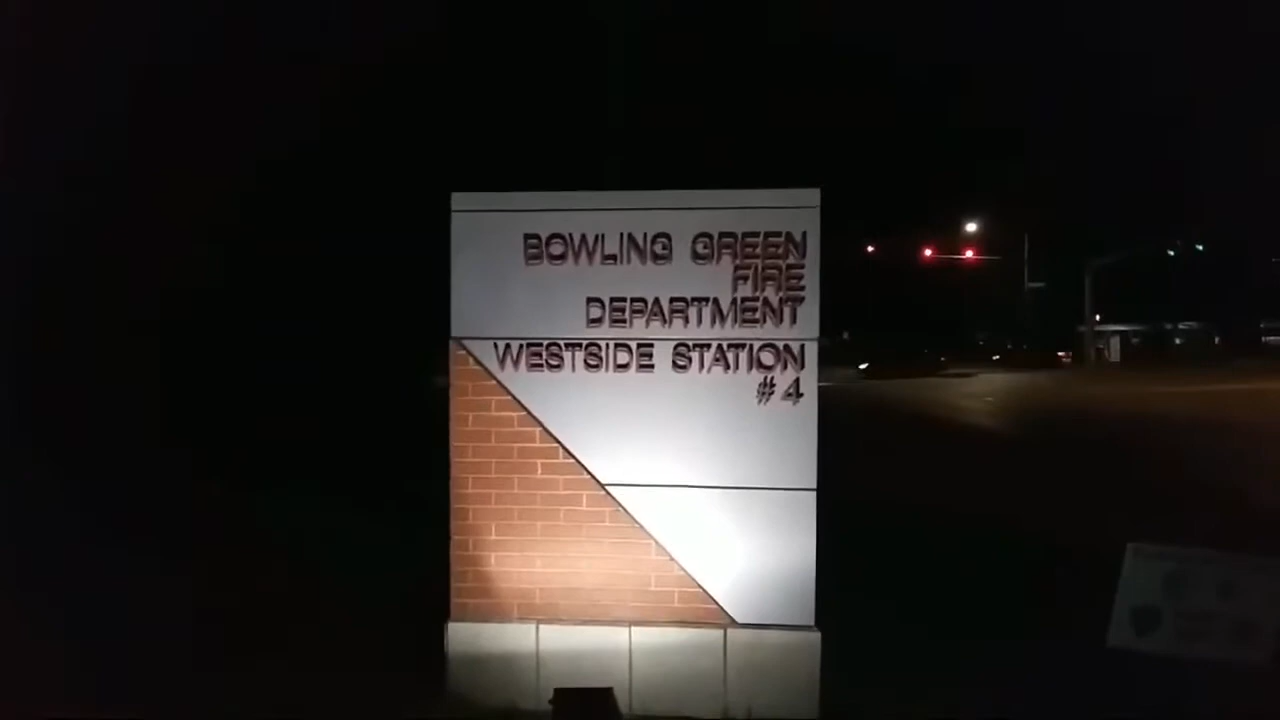 BOWLING GREEN
FIRE
DEPARTMENT
WESTSIDE STATION
#4